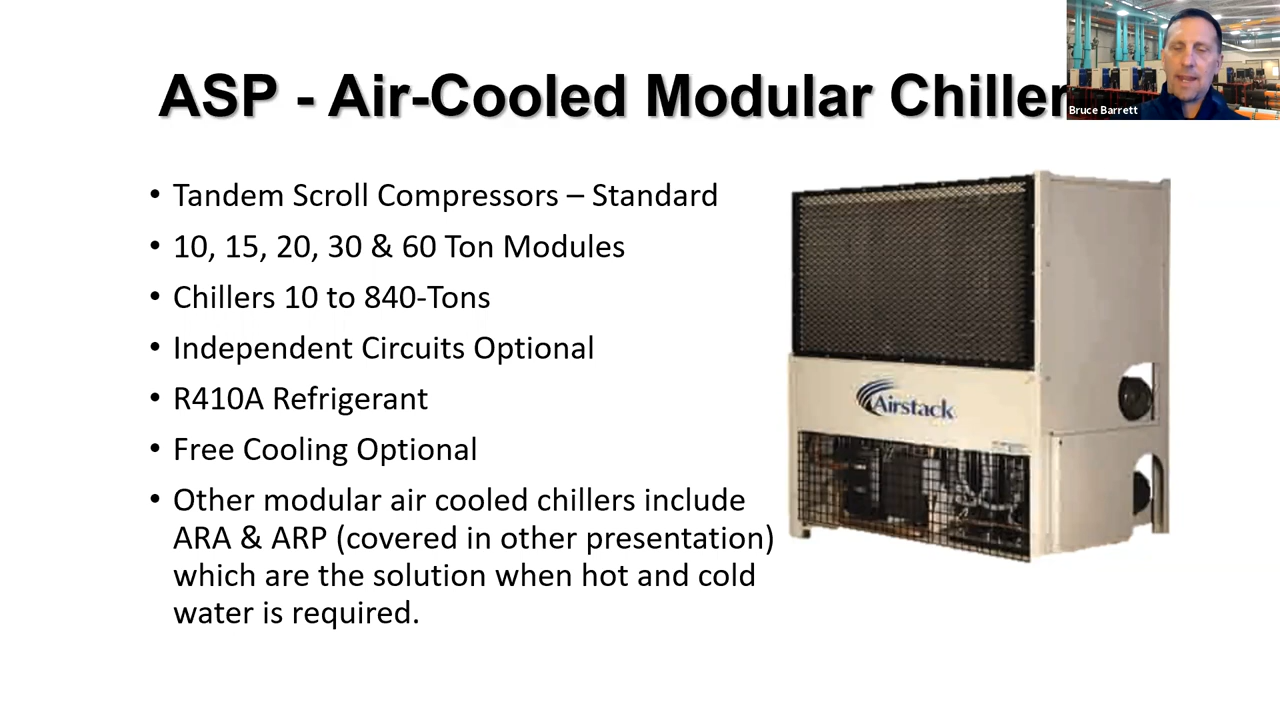 ASP - Air-Cooled Modular Chiller
Bruce Barrett
• Tandem Scroll Compressors – Standard
• 10, 15, 20, 30 & 60 Ton Modules
• Chillers 10 to 840-Tons
• Independent Circuits Optional
• R410A Refrigerant
• Free Cooling Optional
• Other modular air cooled chillers include
ARA & ARP (covered in other presentation)
which are the solution when hot and cold
water is required.
Airstack